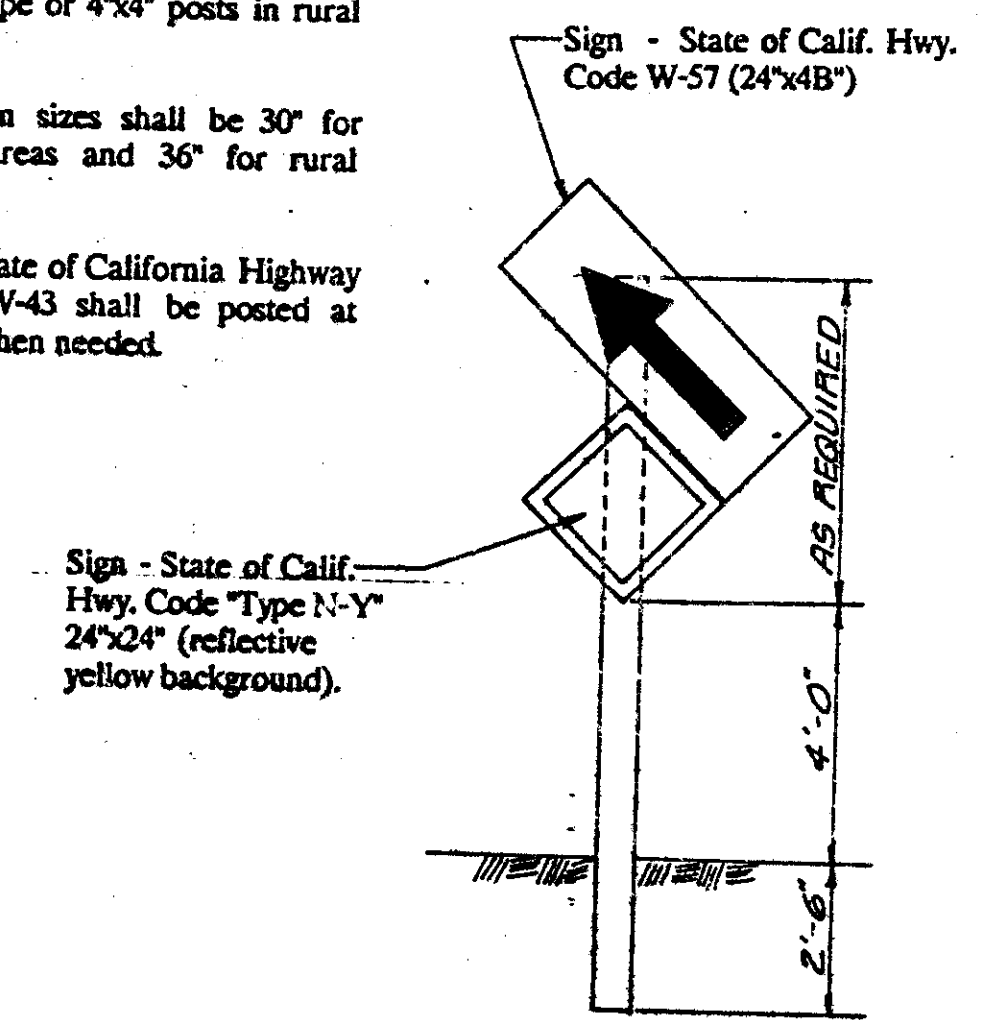 pe or 4"x4" posts in rural
n sizes shall be 30" for
reas and 36" for rural
ate of California Highway
W-43 shall be posted at
hen needed.
Sign - State of Calif. Hwy.
Code W-57 (24"x4B")
AS REQUIRED
Sign - State of Calif.
Hwy. Code "Type N-Y"
24"x24" (reflective
yellow background).
4'-0"
2'-6"